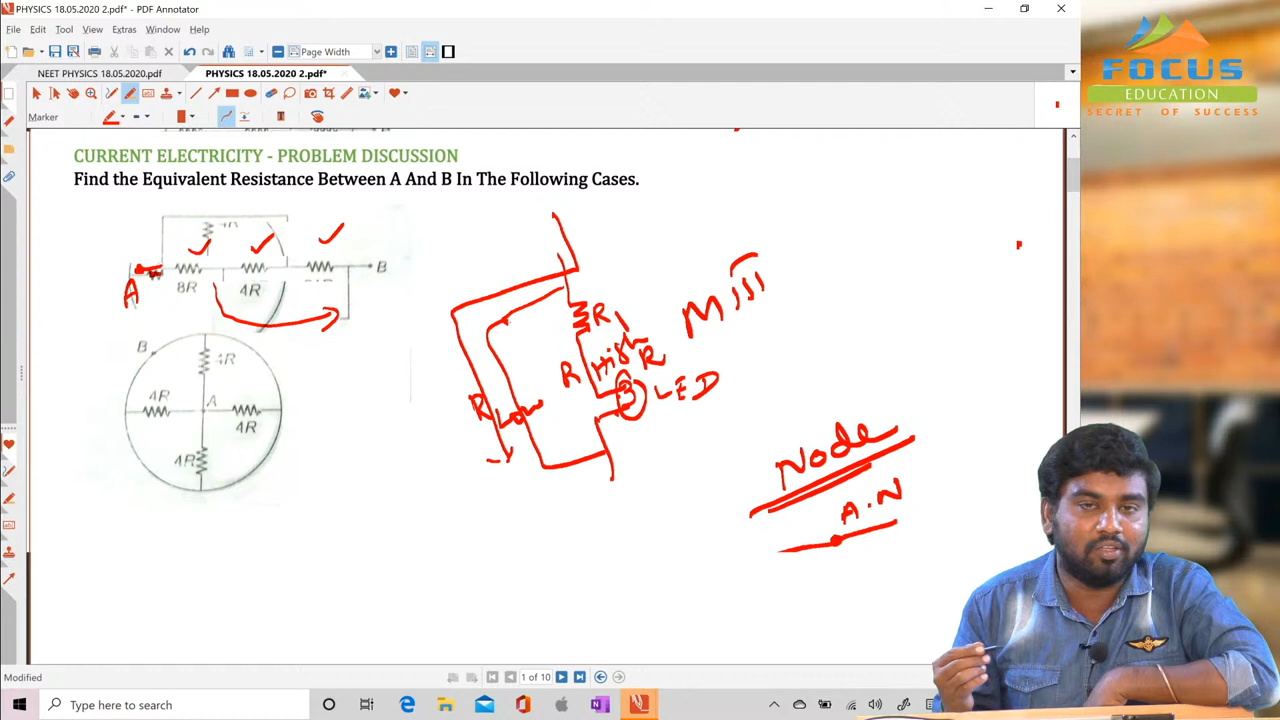 PHYSICS 18.05.2020 2.pdf* - PDF Annotator
File Edit Tool View Extras Window Help
Page Width
NEET PHYSICS 18.05.2020.pdf
PHYSICS 18.05.2020 2.pdf*
Marker
FOCUS
EDUCATION
SECRET OF SUCCESS
CURRENT ELECTRICITY - PROBLEM DISCUSSION
Find the Equivalent Resistance Between A And B In The Following Cases.
4R
A
8R
4R
B
B
4R
4R
A
4R
4R
R
High
R
R
Low
R
LED
Node
A.N
Modified
1 of 10
Type here to search